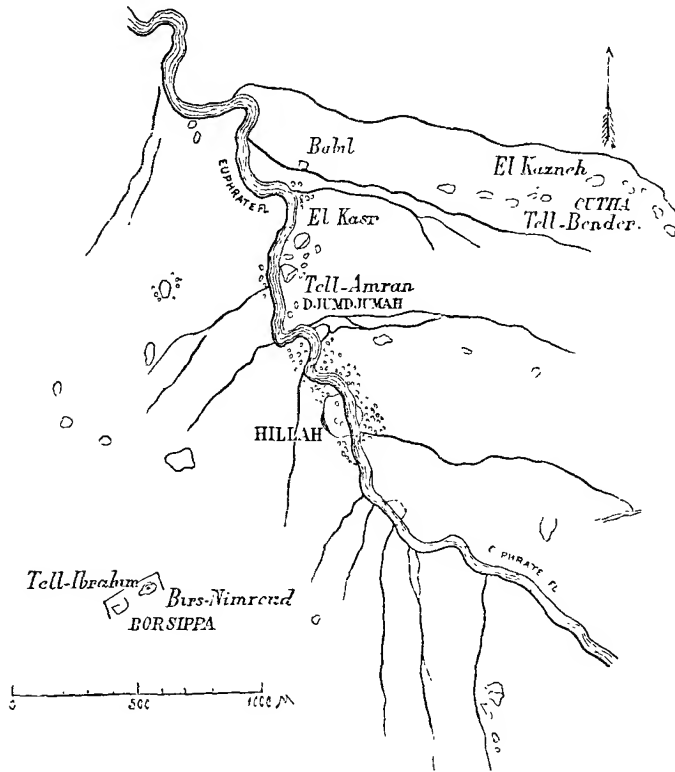 Babil
El Kazneh
EUPHRATE FL
CUTHA
El Kasr
Tell-Bender.
Tell-Amran
DJUMDJUMAH
HILLAH
PHRATE FL
Tell-Ibrahim
Birs-Nimroud
BORSIPPA
0 500 1000 M